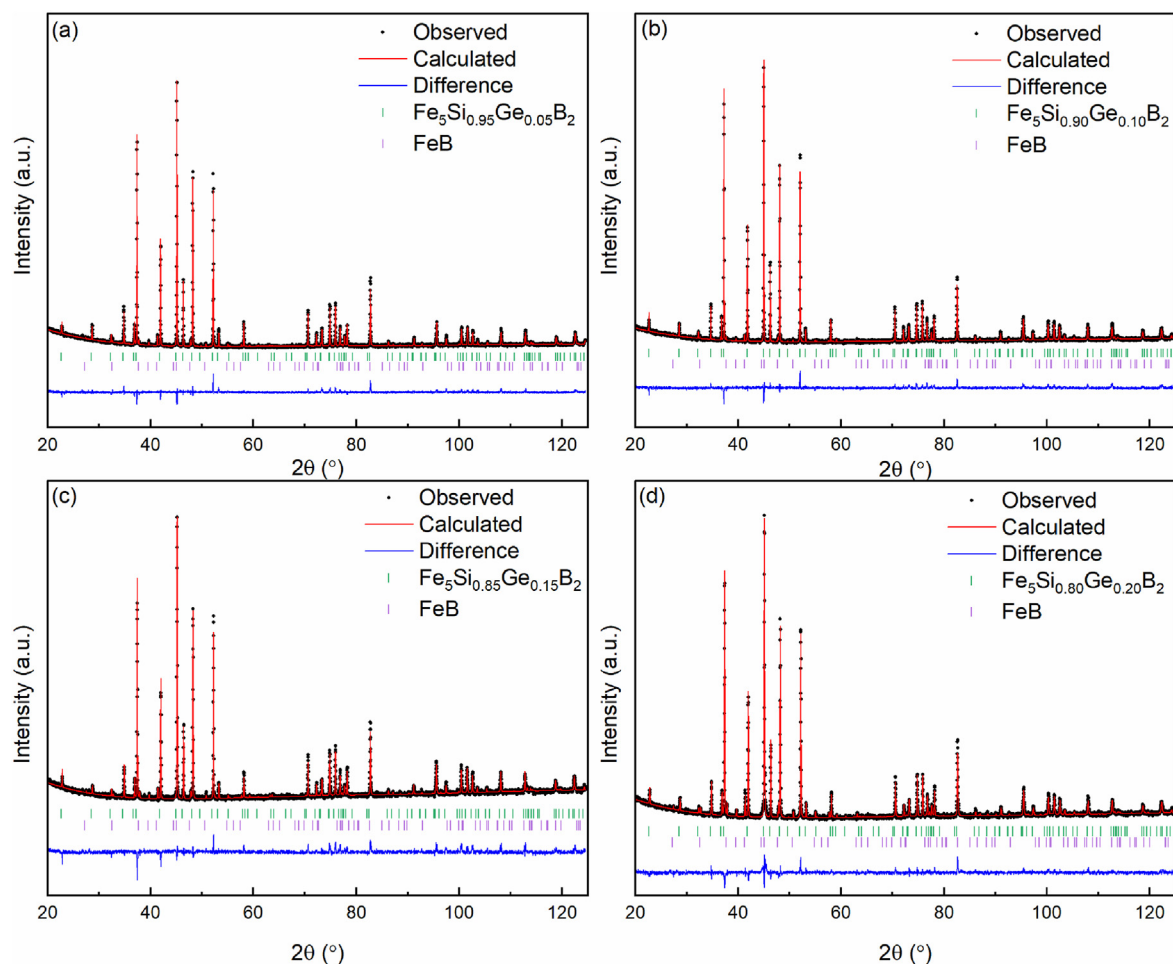 (a)
Observed
Calculated
Difference
Fe₅Si₀.₉₅Ge₀.₀₅B₂
FeB
Intensity (a.u.)
20 40 60 80 100 120
2θ (°)
(b)
Observed
Calculated
Difference
Fe₅Si₀.₉₀Ge₀.₁₀B₂
FeB
Intensity (a.u.)
20 40 60 80 100 120
2θ (°)
(c)
Observed
Calculated
Difference
Fe₅Si₀.₈₅Ge₀.₁₅B₂
FeB
Intensity (a.u.)
20 40 60 80 100 120
2θ (°)
(d)
Observed
Calculated
Difference
Fe₅Si₀.₈₀Ge₀.₂₀B₂
FeB
Intensity (a.u.)
20 40 60 80 100 120
2θ (°)